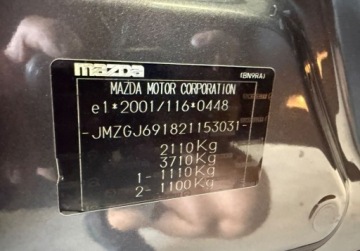 mazda (BN9RA)
MAZDA MOTOR CORPORATION
e1*2001/116*0448
-JMZGJ691821153031-
2110Kg
3710Kg
1- 1110Kg
2- 1100Kg